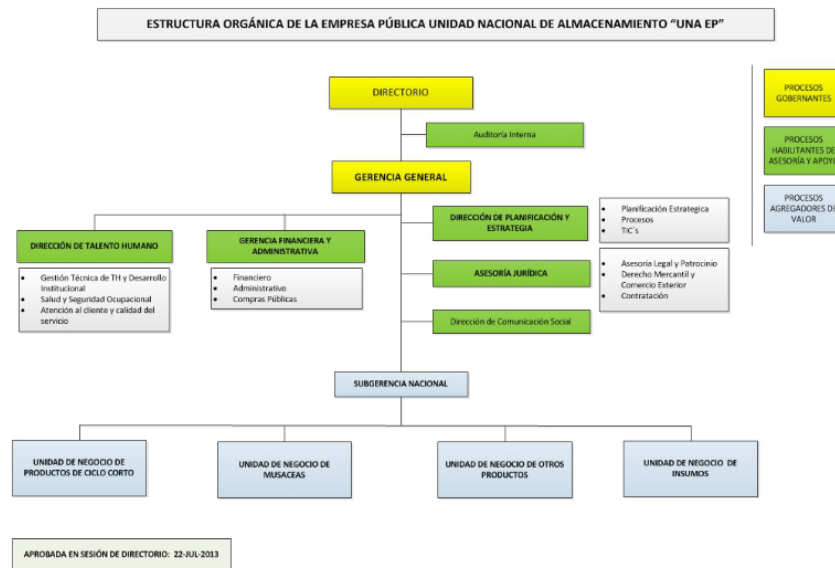 ESTRUCTURA ORGÁNICA DE LA EMPRESA PÚBLICA UNIDAD NACIONAL DE ALMACENAMIENTO “UNA EP”
DIRECTORIO
Auditoría Interna
GERENCIA GENERAL
PROCESOS
GOBERNANTES
PROCESOS
HABILITANTES DE
ASESORÍA Y APOYO
PROCESOS
AGREGADORES DE
VALOR
DIRECCIÓN DE PLANIFICACIÓN Y
ESTRATEGIA
• Planificación Estrategica
• Procesos
• TIC´s
DIRECCIÓN DE TALENTO HUMANO
• Gestión Técnica de TH y Desarrollo
Institucional
• Salud y Seguridad Ocupacional
• Atención al cliente y calidad del
servicio
GERENCIA FINANCIERA Y
ADMINISTRATIVA
• Financiero
• Administrativo
• Compras Públicas
ASESORÍA JURÍDICA
• Asesoría Legal y Patrocinio
• Derecho Mercantil y
Comercio Exterior
• Contratación
Dirección de Comunicación Social
SUBGERENCIA NACIONAL
UNIDAD DE NEGOCIO DE
PRODUCTOS DE CICLO CORTO
UNIDAD DE NEGOCIO DE
MUSACEAS
UNIDAD DE NEGOCIO DE OTROS
PRODUCTOS
UNIDAD DE NEGOCIO DE
INSUMOS
APROBADA EN SESIÓN DE DIRECTORIO: 22-JUL-2013